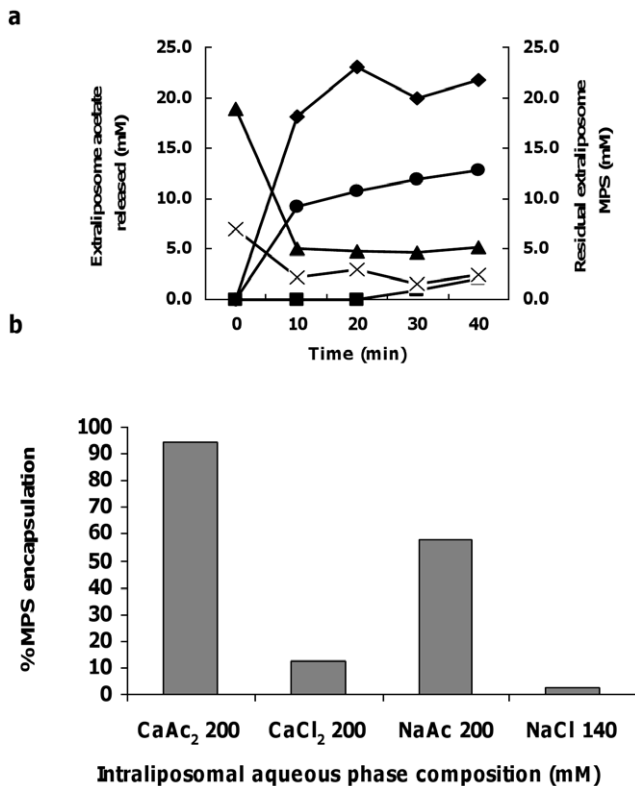 a
25.0 25.0
20.0 20.0
15.0 15.0
10.0 10.0
5.0 5.0
0.0 0.0
Extraliposome acetate
released (mM)
Residual extraliposome
MPS (mM)
0 10 20 30 40
Time (min)
b
100
90
80
70
60
50
40
30
20
10
0
%MPS encapsulation
CaAc₂ 200 CaCl₂ 200 NaAc 200 NaCl 140
Intraliposomal aqueous phase composition (mM)